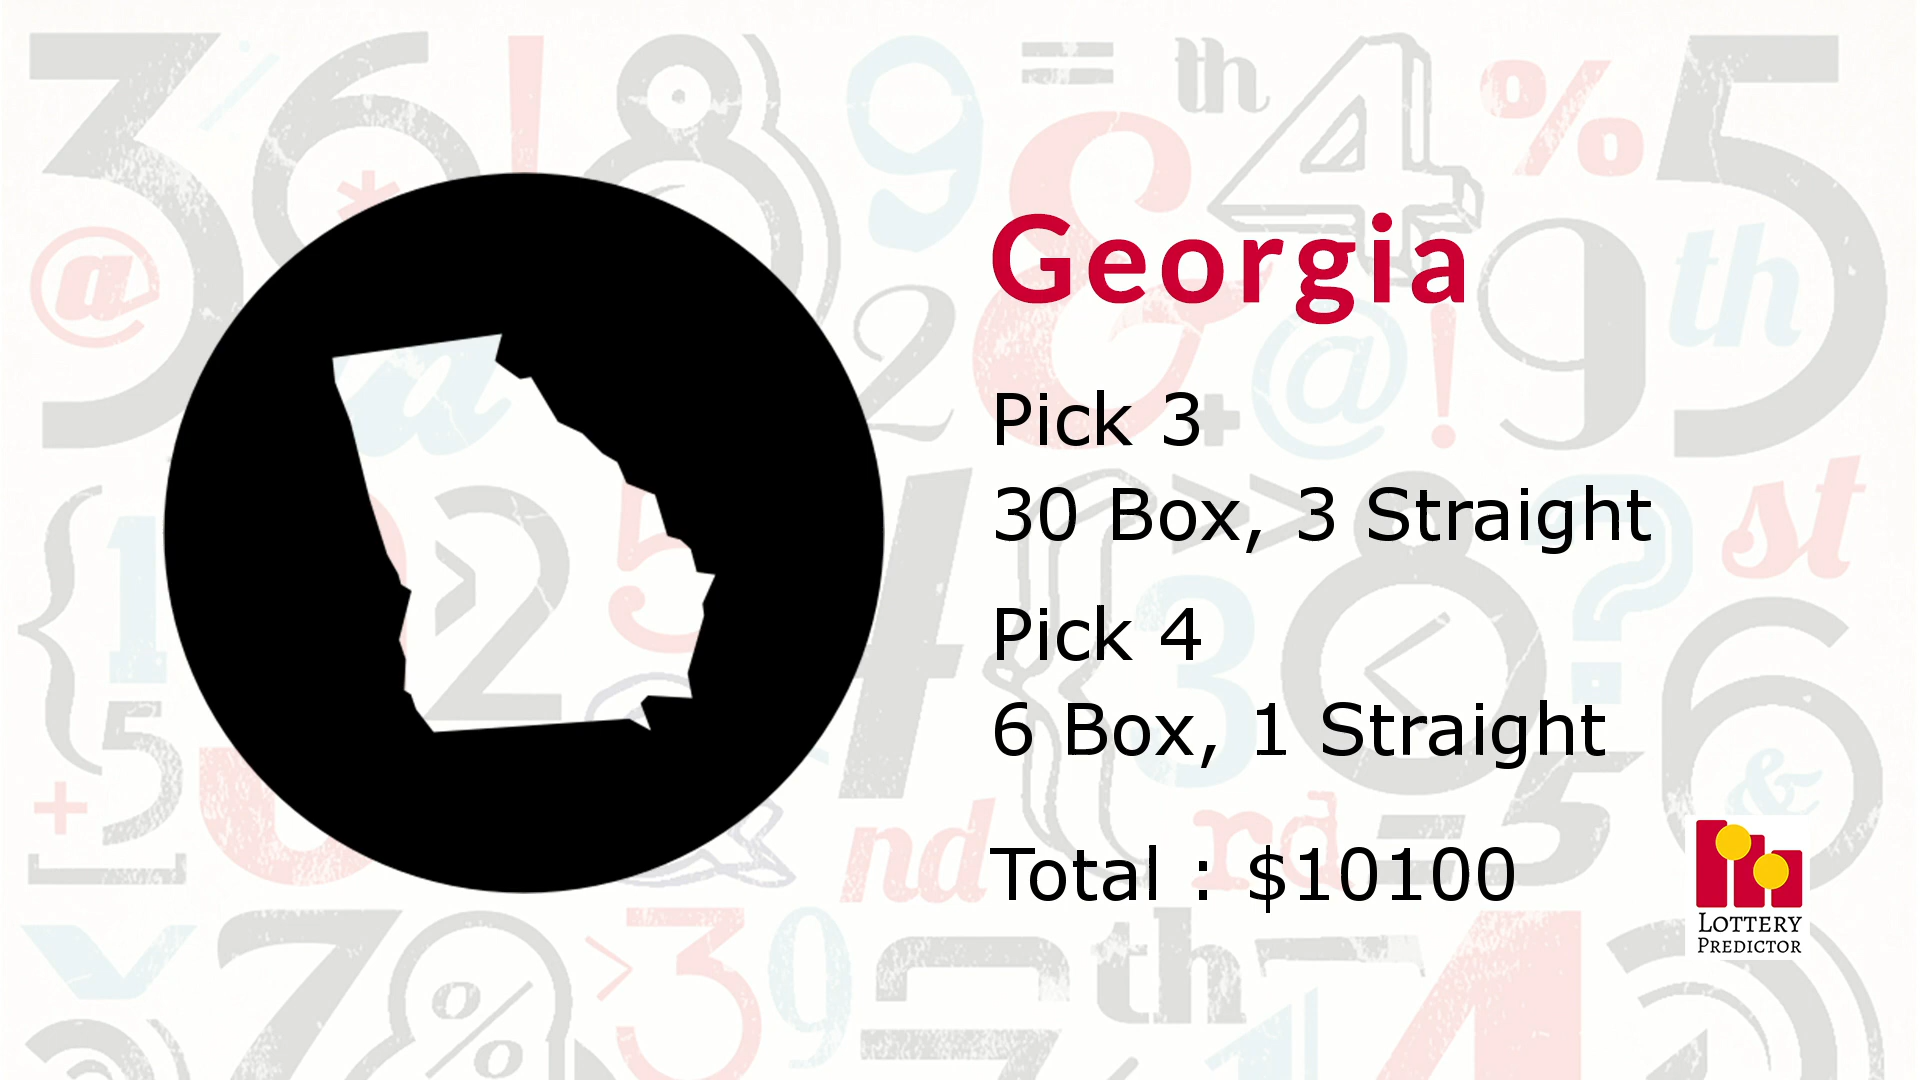 Georgia
Pick 3
30 Box, 3 Straight
Pick 4
6 Box, 1 Straight
Total : $10100
LOTTERY
PREDICTOR